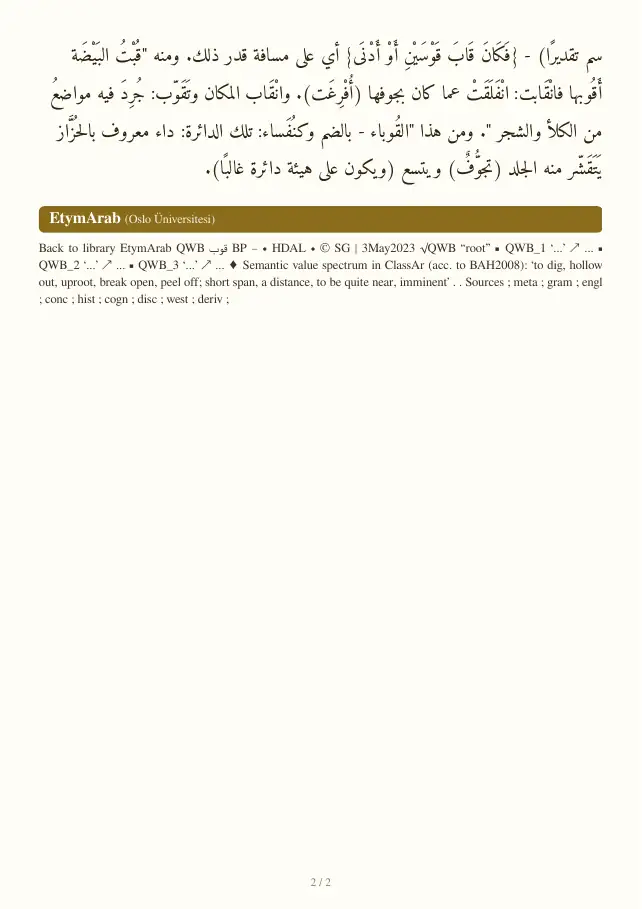 سم تقديرًا) - {فَكَانَ قَابَ قَوْسَيْنِ أَوْ أَدْنَى} أي على مسافة قدر ذلك. ومنه "قُبْتُ البَيْضَة
أَقُوبها فانْقَابت: انْفَلَقَتْ عما كان بجوفها (أُفْرِغَت). وانْقَاب المكان وتَقَوّب: جُرِدَ فيه مواضعُ
من الكلأ والشجر ". ومن هذا "القُوباء - بالضم وكنُفَساء: تلك الدائرة: داء معروف بالحُزَّاز
يَتَقَشّر منه الجلد (تجوُّفٌ) ويتسع (ويكون على هيئة دائرة غالبًا).
EtymArab (Oslo Üniversitesi)
Back to library EtymArab QWB قوب BP – • HDAL • © SG | 3May2023 √QWB “root” ▪ QWB_1 ‘...’ ↗ ... ▪
QWB_2 ‘...’ ↗ ... ▪ QWB_3 ‘...’ ↗ ... ♦ Semantic value spectrum in ClassAr (acc. to BAH2008): ‘to dig, hollow
out, uproot, break open, peel off; short span, a distance, to be quite near, imminent’ . . Sources ; meta ; gram ; engl
; conc ; hist ; cogn ; disc ; west ; deriv ;
2 / 2